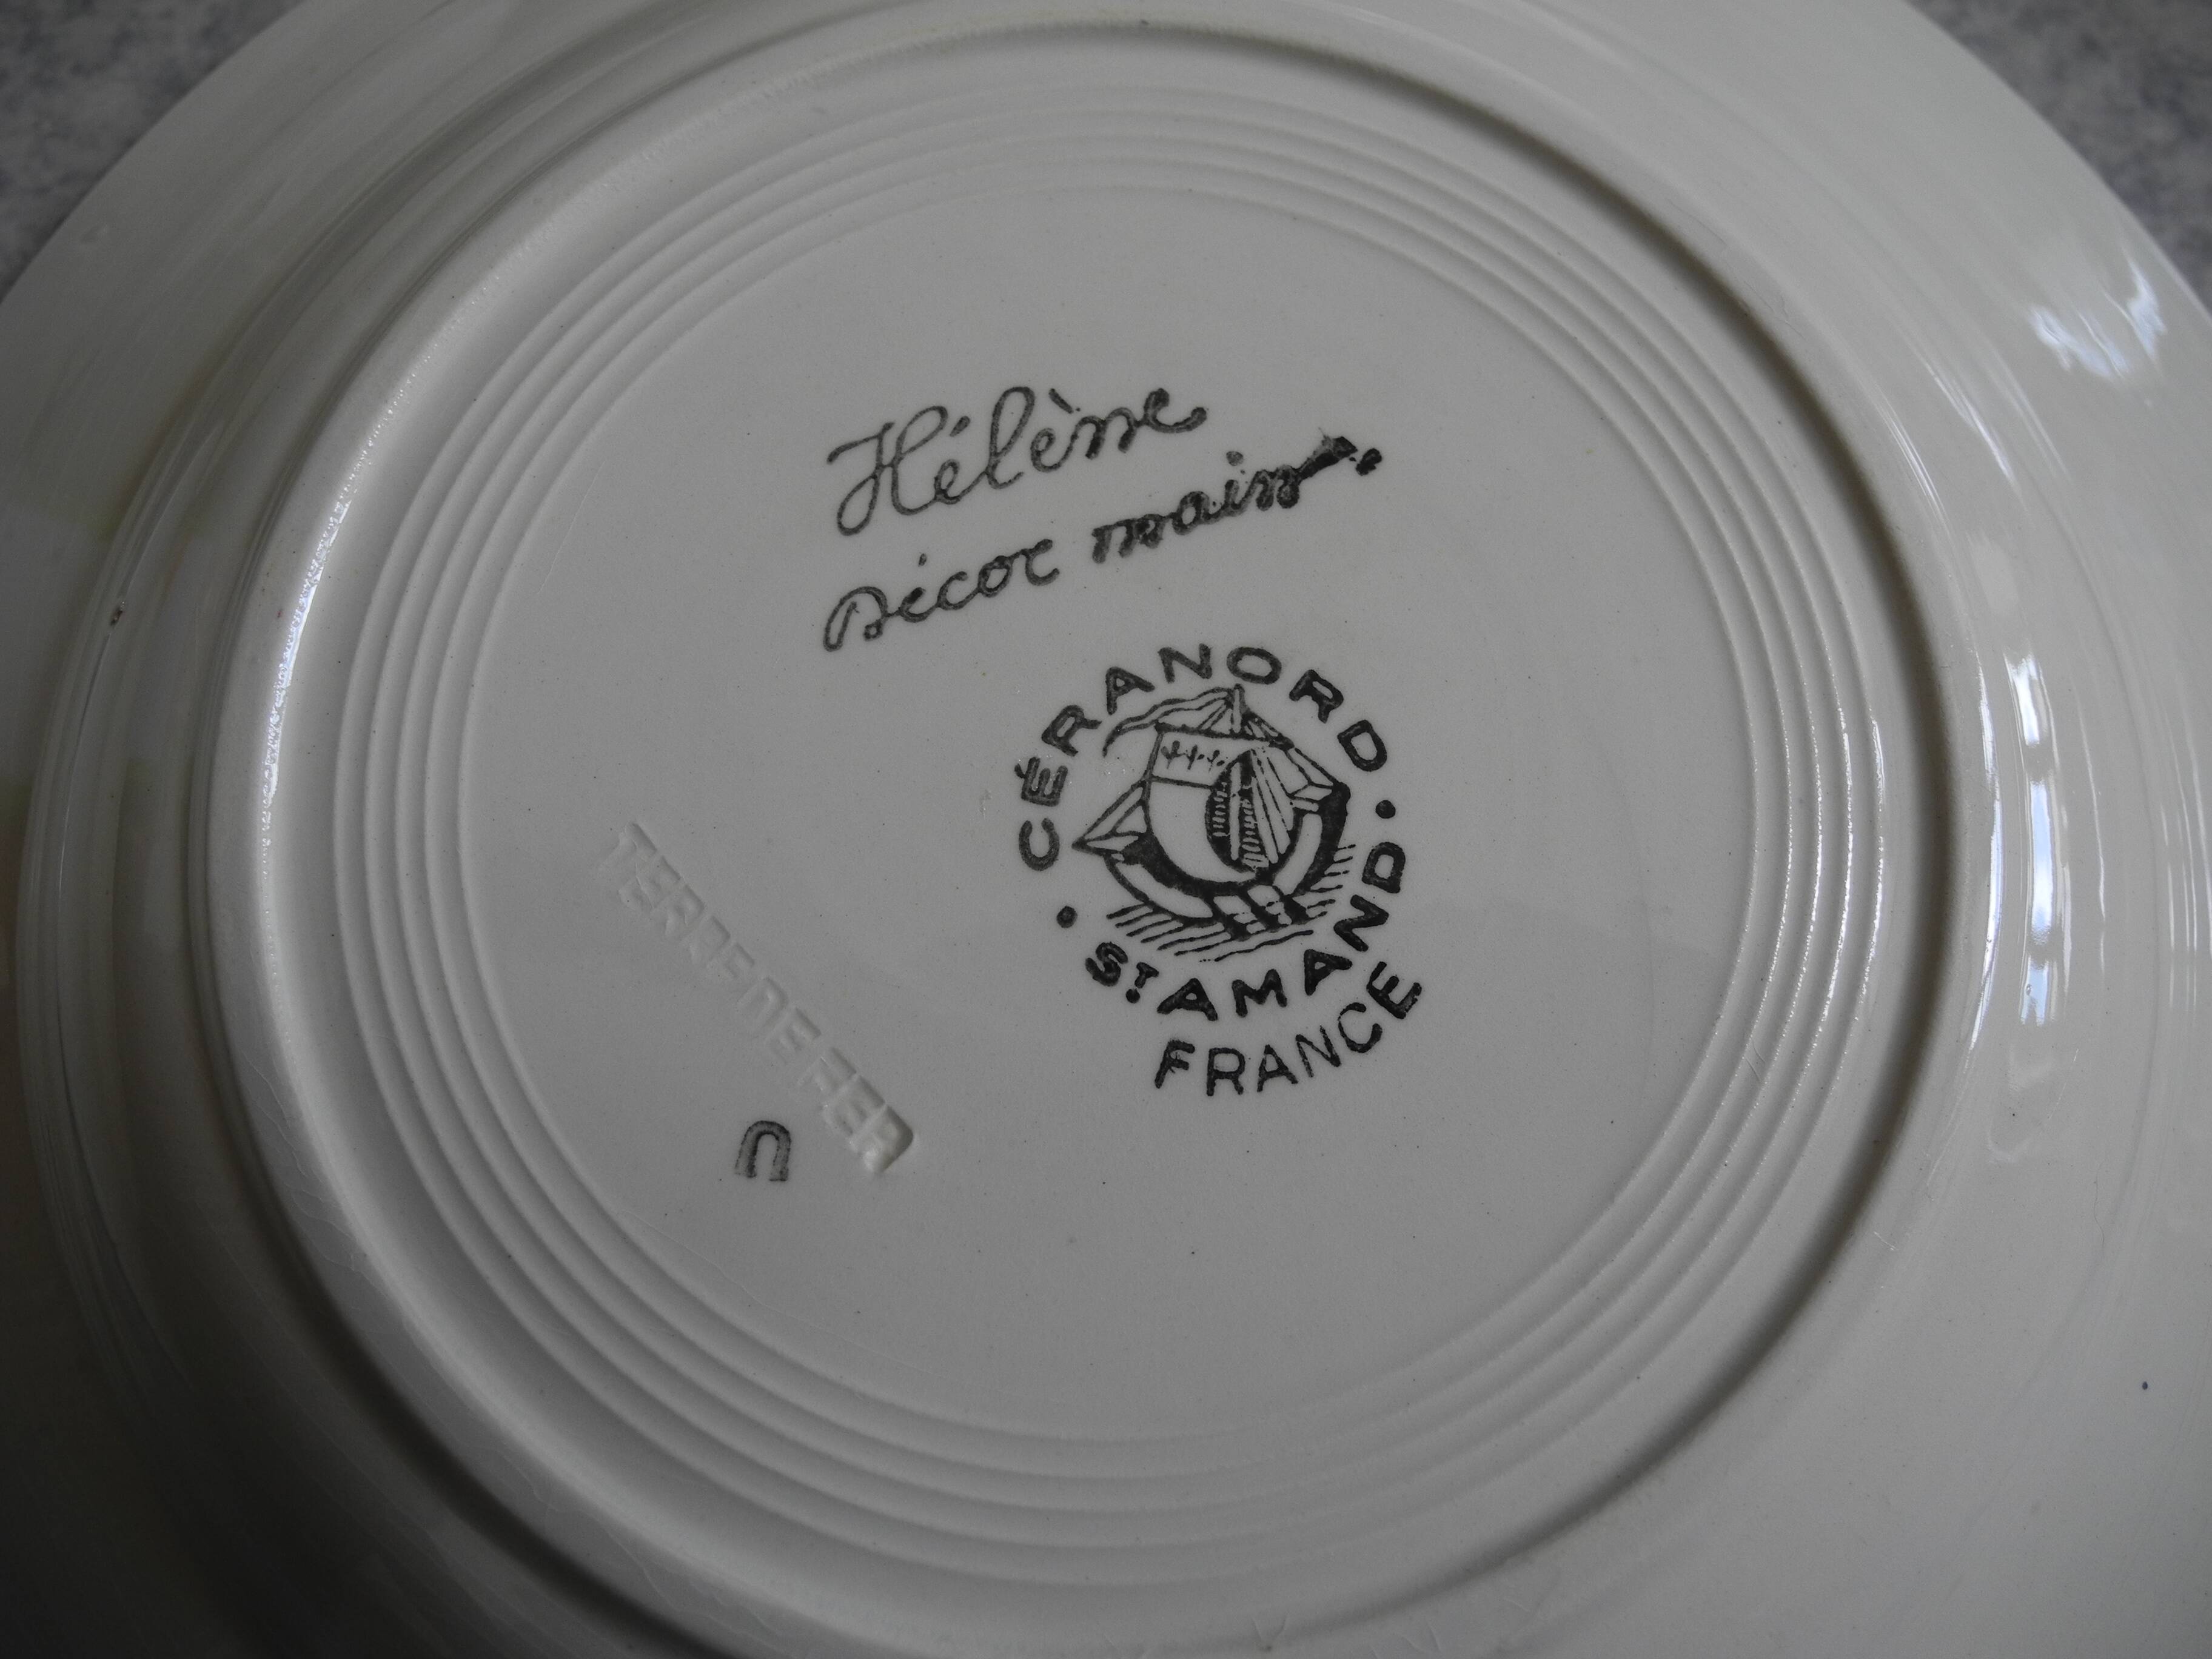 Hélène
Décor main.
CÉRANORD
St AMAND
FRANCE
TERRE DE FER
U